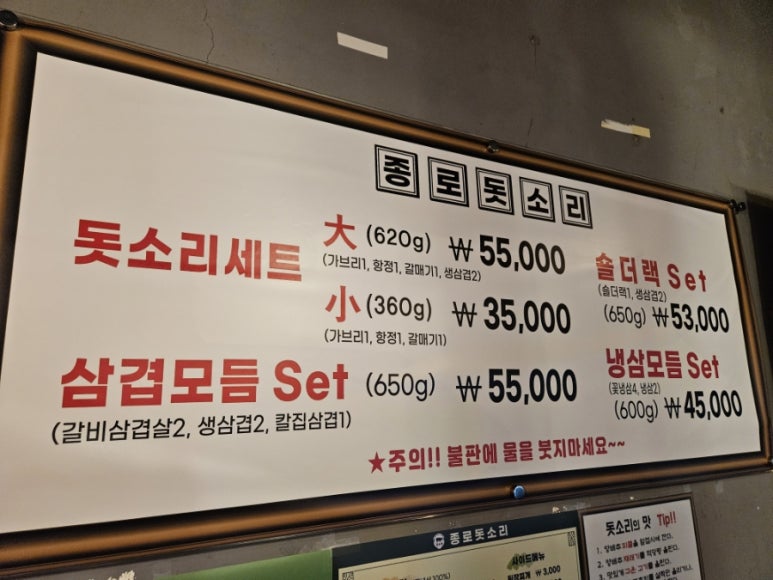 종로돗소리
돗소리세트 大 (620g) ₩ 55,000
(가브리1, 항정1, 갈매기1, 생삼겹2)
小 (360g) ₩ 35,000
(가브리1, 항정1, 갈매기1)
삼겹모듬 Set (650g) ₩ 55,000
(갈비삼겹살2, 생삼겹2, 칼집삼겹1)
숄더랙 Set
(숄더랙1, 생삼겹2)
(650g) ₩ 53,000
냉삼모듬 Set
(꽃냉삼4, 냉삼2)
(600g) ₩ 45,000
★주의!! 불판에 물을 붓지마세요~~
종로돗소리
사이드메뉴
₩ 3,000
돗소리의 맛 Tip!!